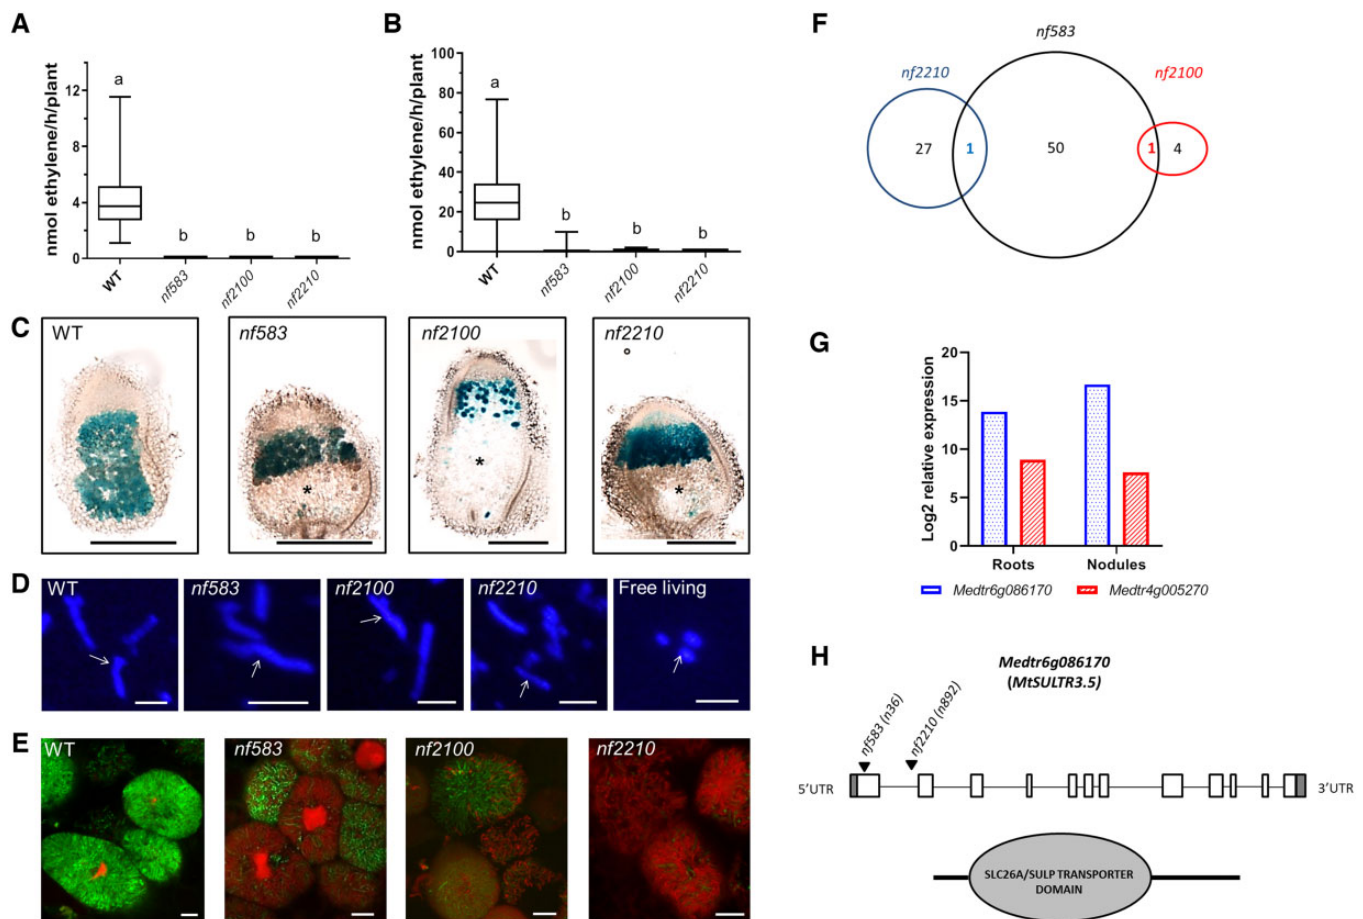 A
nmol ethylene/h/plant
12
8
4
0
a
b
b
b
WT
nf583
nf2100
nf2210
B
nmol ethylene/h/plant
100
80
60
40
20
0
a
b
b
b
WT
nf583
nf2100
nf2210
C
WT
nf583
*
nf2100
*
nf2210
*
D
WT
nf583
nf2100
nf2210
Free living
E
WT
nf583
nf2100
nf2210
F
nf583
nf2210
nf2100
27
1
50
1
4
G
Log2 relative expression
20
15
10
5
0
Roots
Nodules
Medtr6g086170
Medtr4g005270
H
Medtr6g086170
(MtSULTR3.5)
nf583 (n36)
nf2210 (n892)
5'UTR
3'UTR
SLC26A/SULP TRANSPORTER
DOMAIN